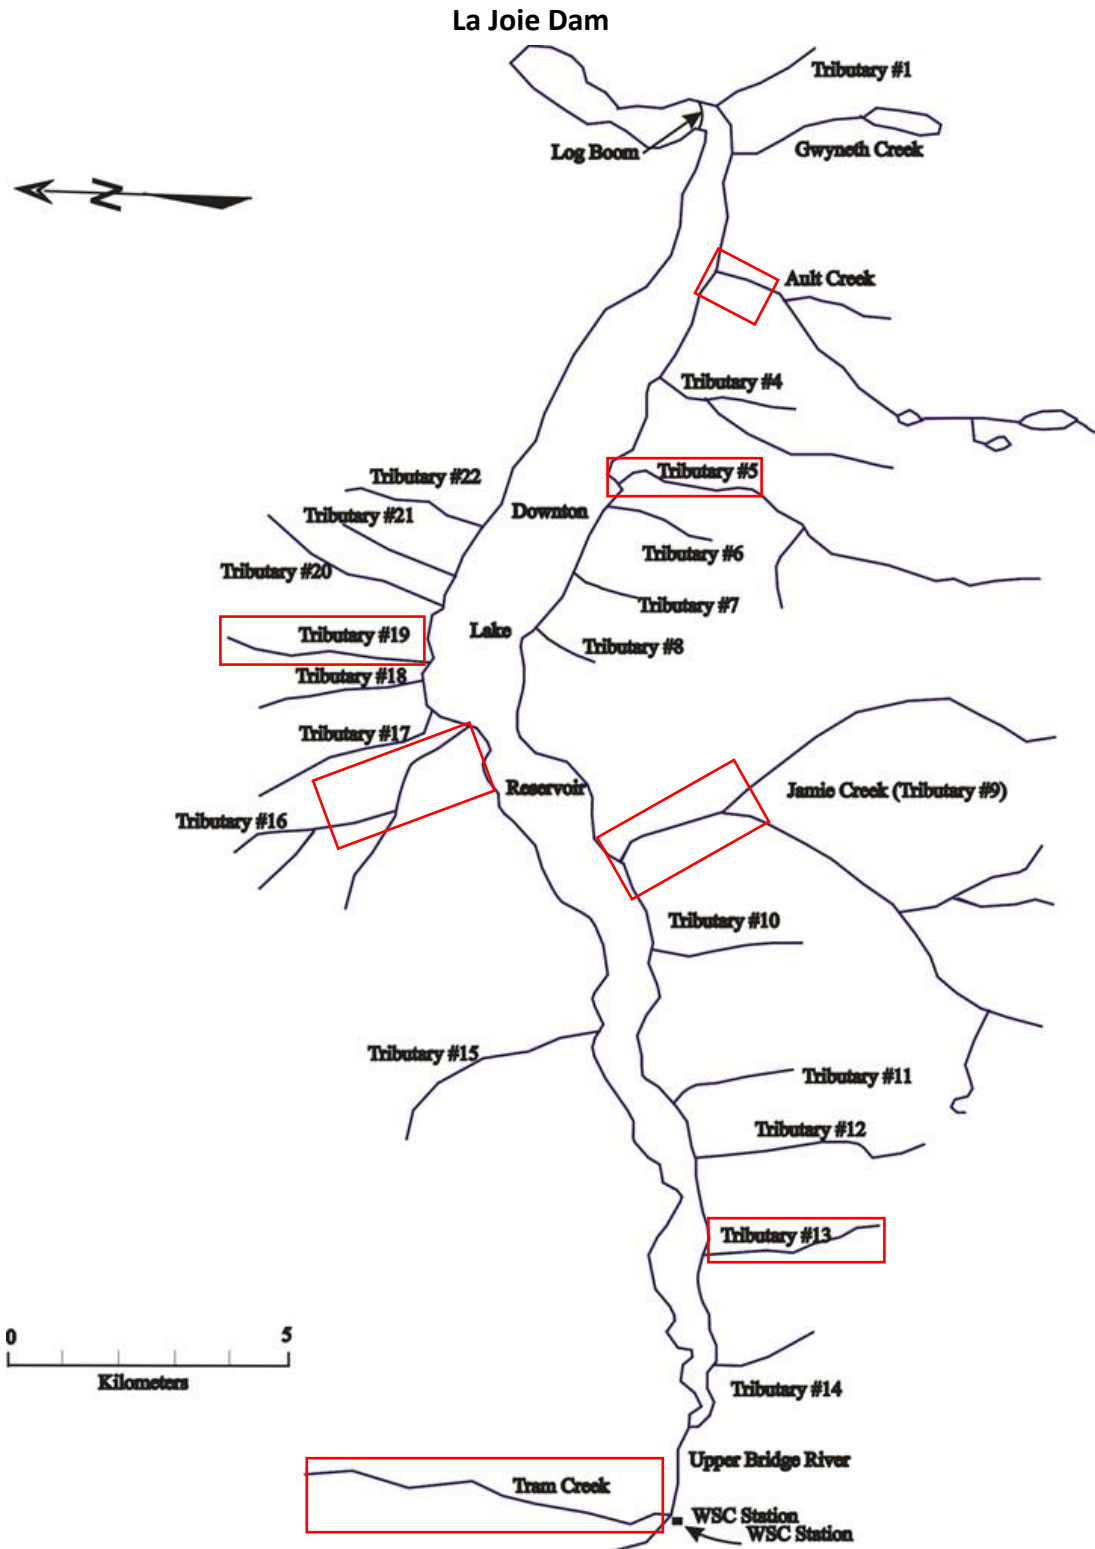 La Joie Dam
Tributary #1
Log Boom
Gwyneth Creek
N
Ault Creek
Tributary #4
Tributary #22
Tributary #5
Downton
Tributary #21
Tributary #6
Tributary #20
Tributary #7
Lake
Tributary #19
Tributary #8
Tributary #18
Tributary #17
Reservoir
Jamie Creek (Tributary #9)
Tributary #16
Tributary #10
Tributary #15
Tributary #11
Tributary #12
Tributary #13
0 5
Kilometers
Tributary #14
Upper Bridge River
Tram Creek
WSC Station
WSC Station